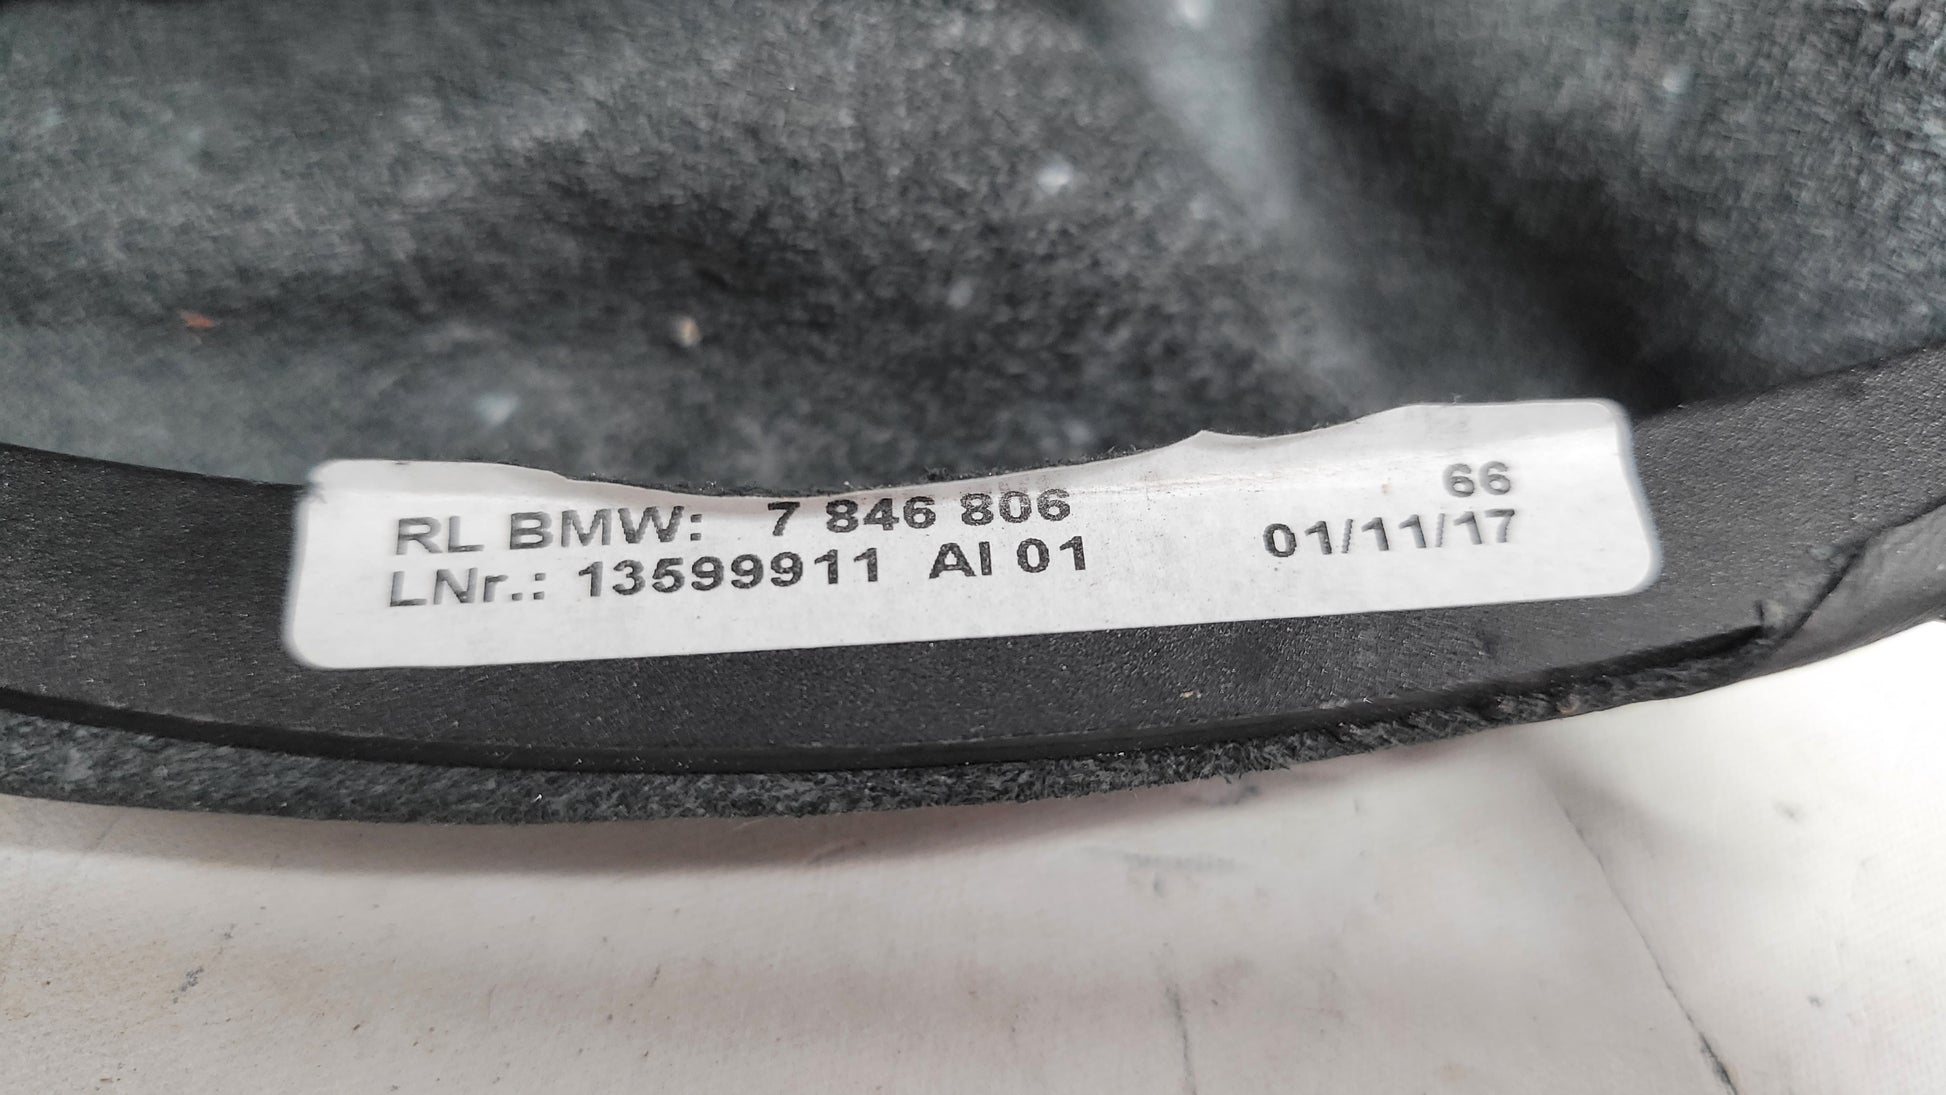 66
RL BMW: 7 846 806
LNr.: 13599911 AI 01 01/11/17